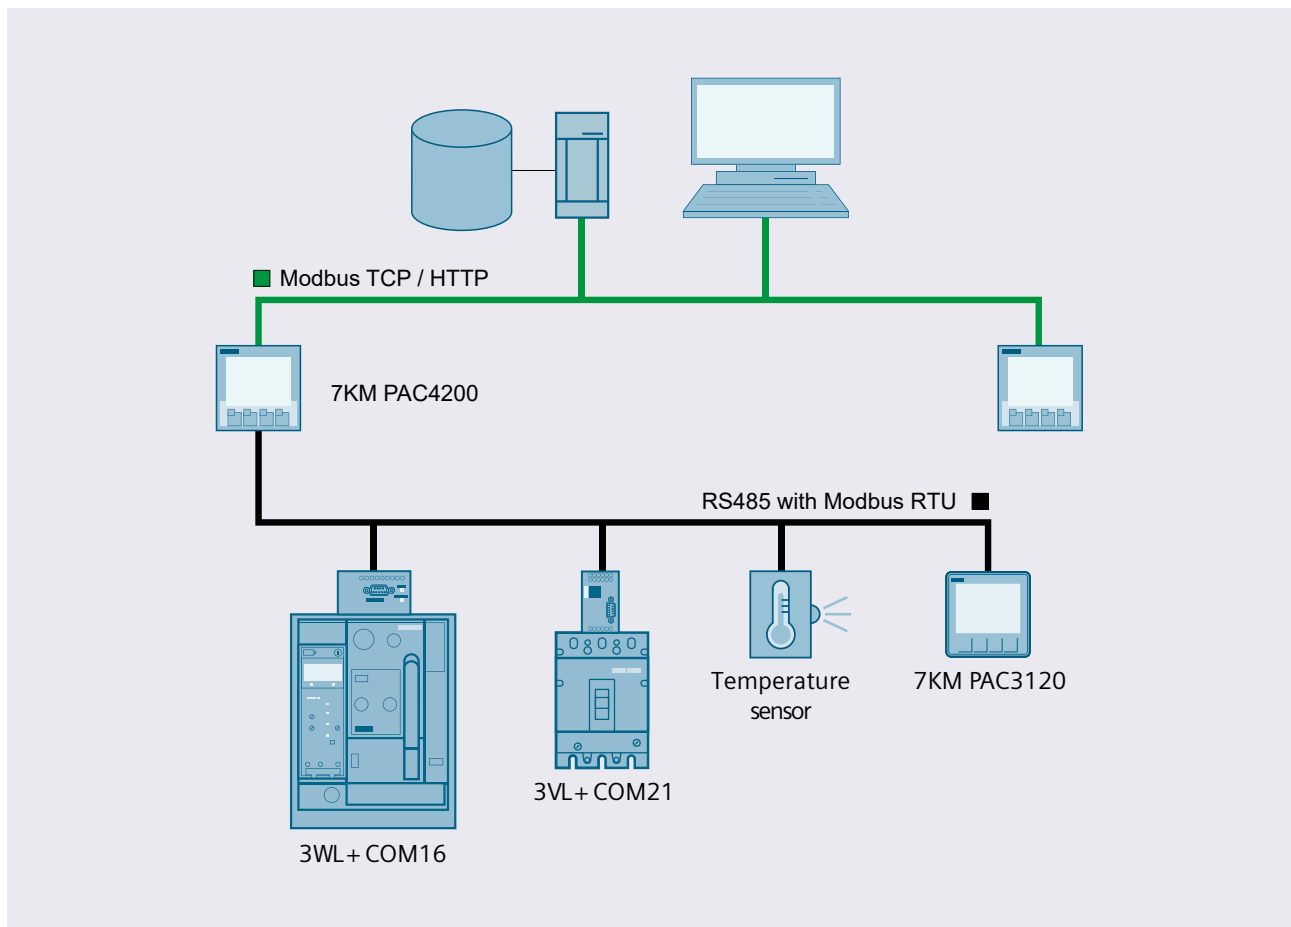 Modbus TCP / HTTP
7KM PAC4200
RS485 with Modbus RTU
Temperature
sensor
7KM PAC3120
3VL+ COM21
3WL+ COM16